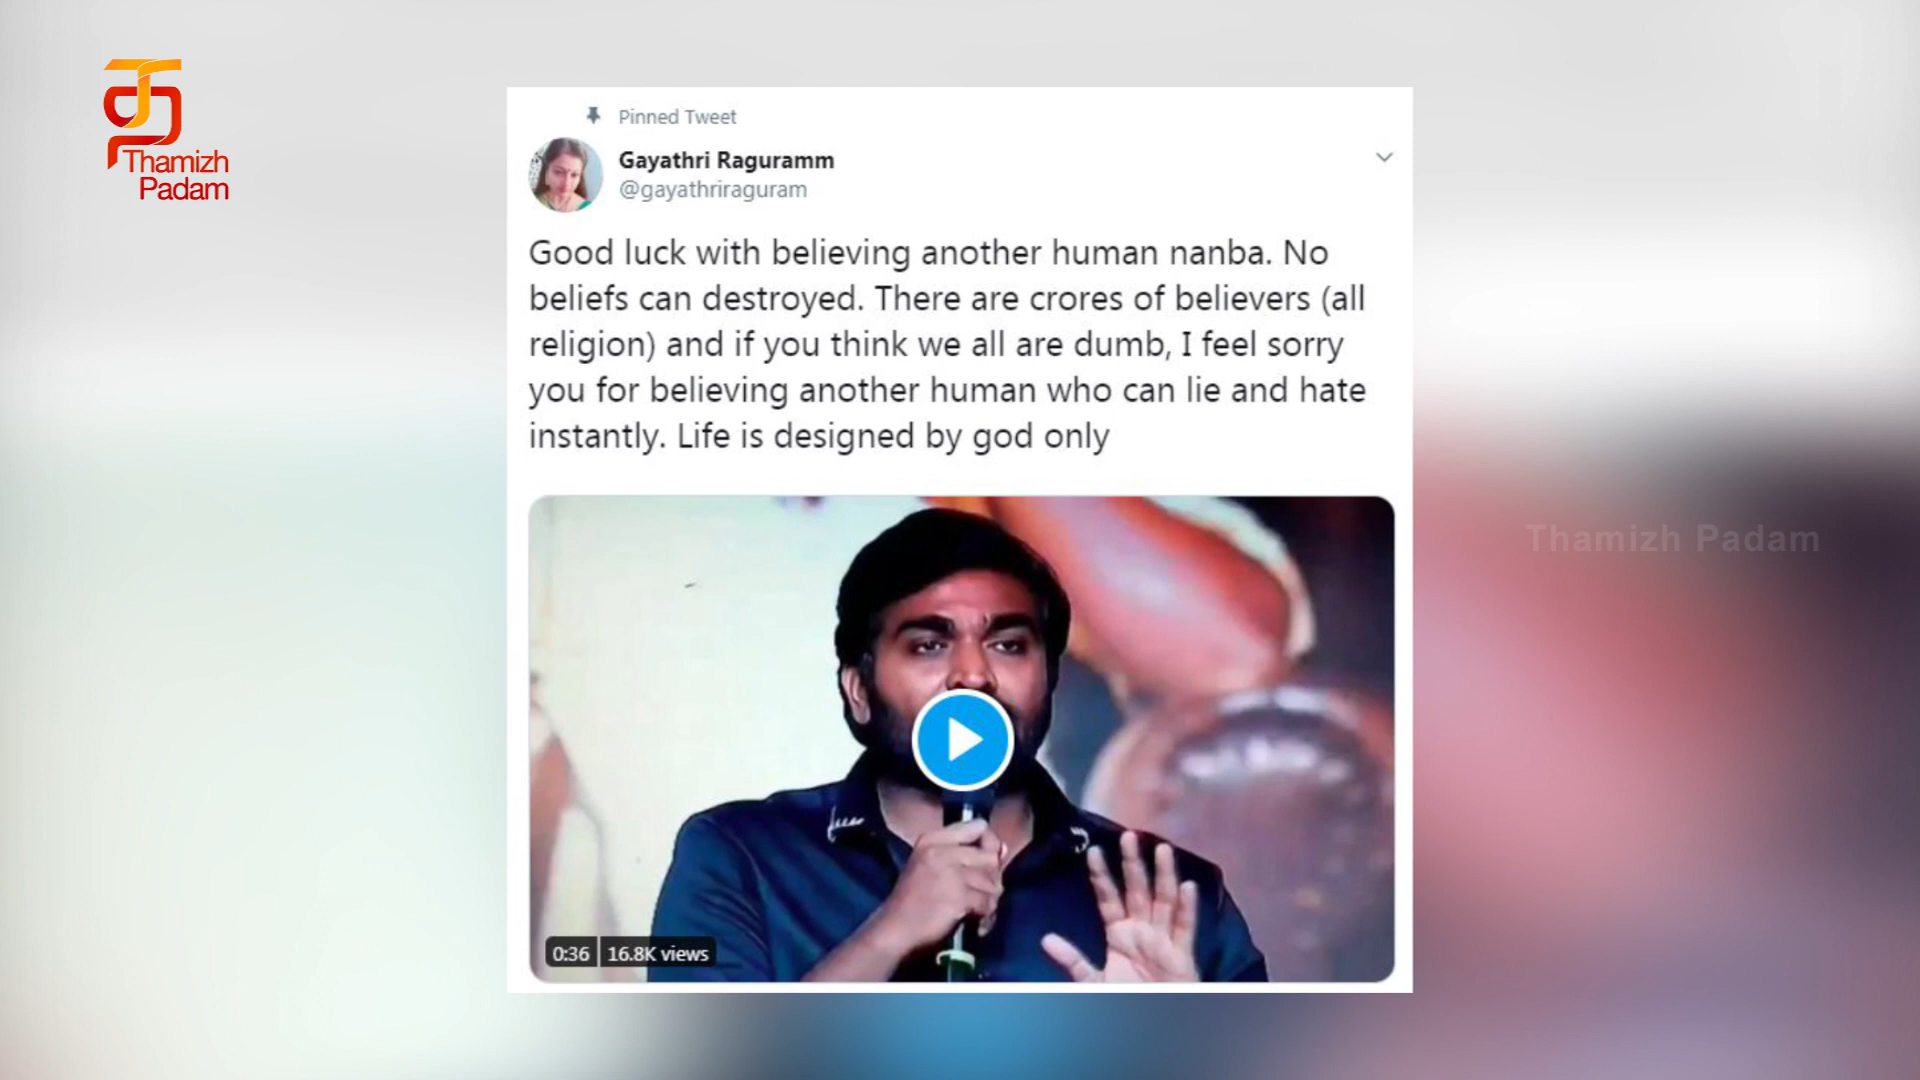 Thamizh
Padam
Pinned Tweet
Gayathri Raguramm
@gayathriraguram
Good luck with believing another human nanba. No
beliefs can destroyed. There are crores of believers (all
religion) and if you think we all are dumb, I feel sorry
you for believing another human who can lie and hate
instantly. Life is designed by god only
Thamizh Padam
0:36 16.8K views